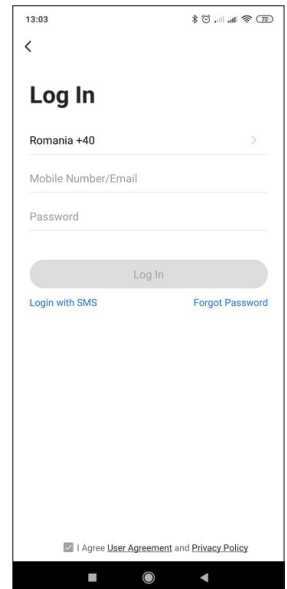 13:03
72
Log In
Romania +40
Mobile Number/Email
Password
Log In
Login with SMS Forgot Password
I Agree User Agreement and Privacy Policy